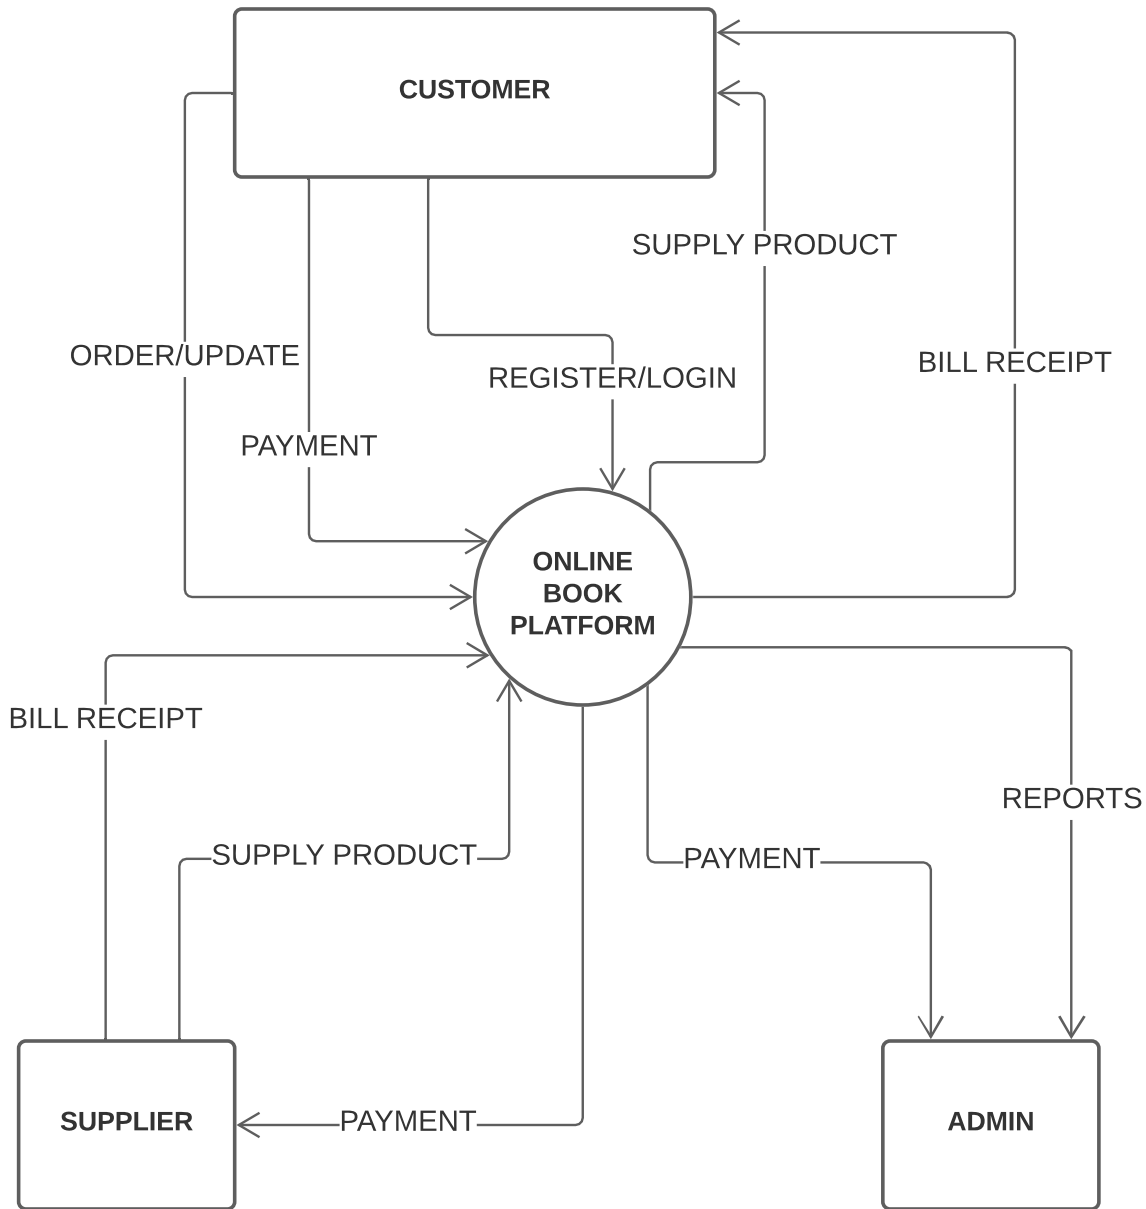 CUSTOMER
SUPPLY PRODUCT
ORDER/UPDATE
BILL RECEIPT
REGISTER/LOGIN
PAYMENT
ONLINE
BOOK
PLATFORM
BILL RECEIPT
REPORTS
SUPPLY PRODUCT
PAYMENT
SUPPLIER
PAYMENT
ADMIN